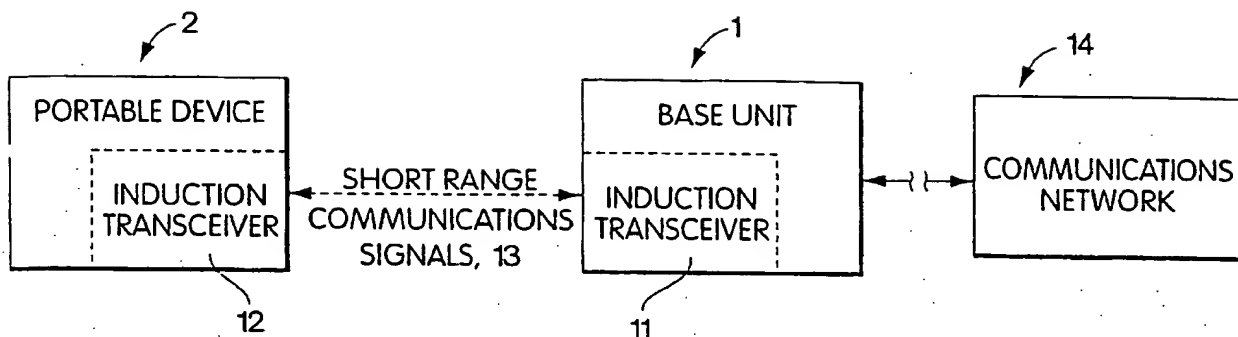 2
1
14
PORTABLE DEVICE
INDUCTION
TRANSCEIVER
SHORT RANGE
COMMUNICATIONS
SIGNALS, 13
BASE UNIT
INDUCTION
TRANSCEIVER
COMMUNICATIONS
NETWORK
12
11